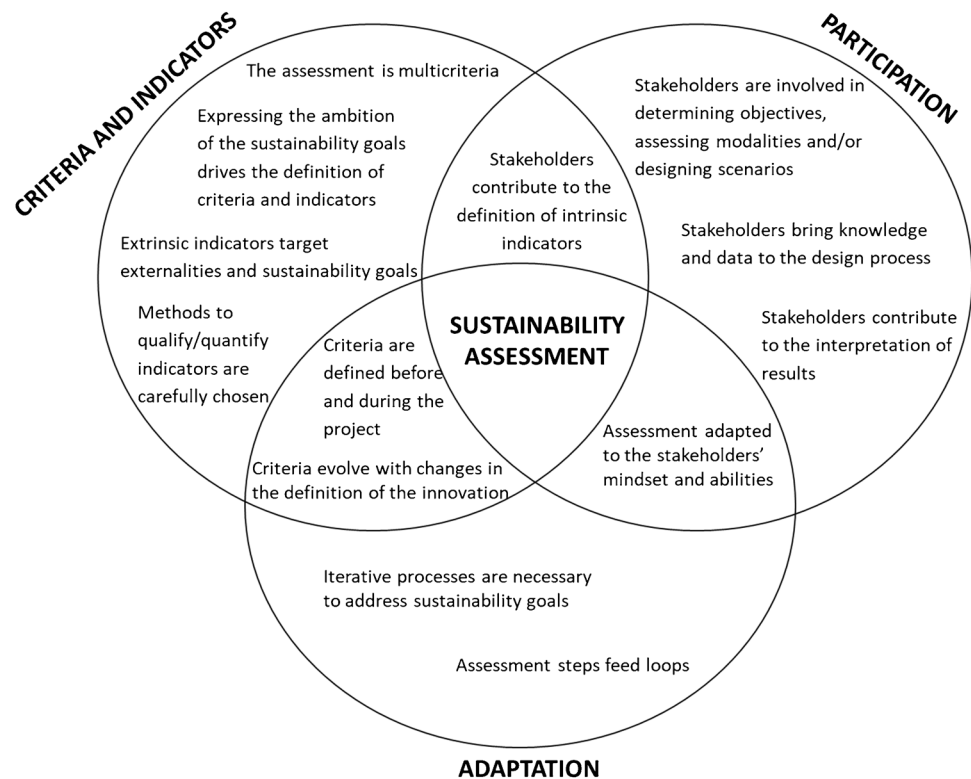 CRITERIA AND INDICATORS
PARTICIPATION
The assessment is multicriteria
Expressing the ambition
of the sustainability goals
drives the definition of
criteria and indicators
Extrinsic indicators target
externalities and sustainability goals
Methods to
qualify/quantify
indicators are
carefully chosen
Stakeholders
contribute to the
definition of intrinsic
indicators
Stakeholders are involved in
determining objectives,
assessing modalities and/or
designing scenarios
Stakeholders bring knowledge
and data to the design process
Stakeholders contribute
to the interpretation of
results
SUSTAINABILITY
ASSESSMENT
Criteria are
defined before
and during the
project
Criteria evolve with changes in
the definition of the innovation
Assessment adapted
to the stakeholders’
mindset and abilities
Iterative processes are necessary
to address sustainability goals
Assessment steps feed loops
ADAPTATION